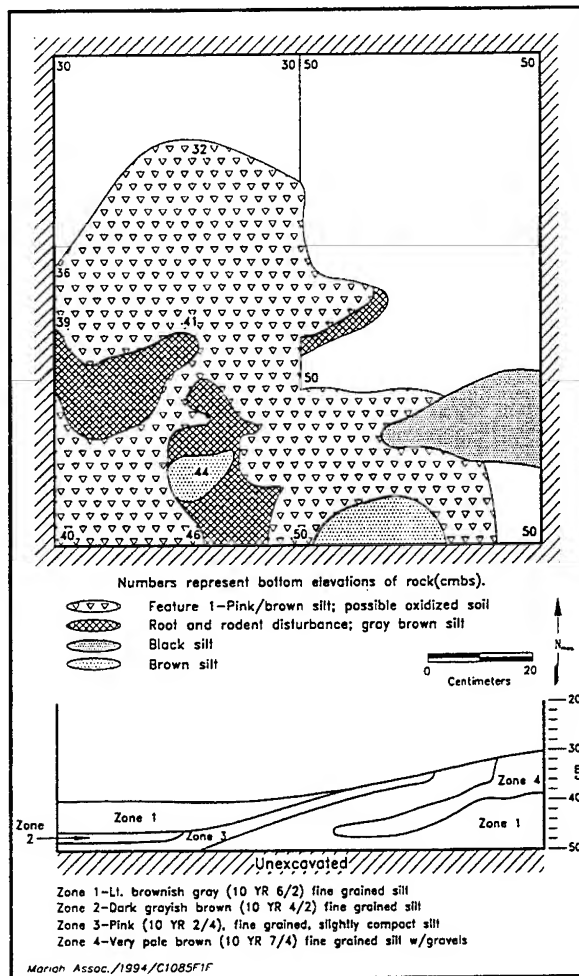 30 30 50 50
32
36
39 41
50
44
40 46 50 50
Numbers represent bottom elevations of rock(cmbs).
Feature 1-Pink/brown silt; possible oxidized soil
Root and rodent disturbance; gray brown silt
Black silt
Brown silt
0 20
Centimeters
20
30
40
50
Zone 1
Zone 2
Zone 3
Zone 4
Zone 1
Unexcavated
Zone 1-Lt. brownish gray (10 YR 6/2) fine grained silt
Zone 2-Dark grayish brown (10 YR 4/2) fine grained silt
Zone 3-Pink (10 YR 2/4), fine grained, slightly compact silt
Zone 4-Very pale brown (10 YR 7/4) fine grained silt w/gravels
Mariah Assoc./1994/C1085F1F